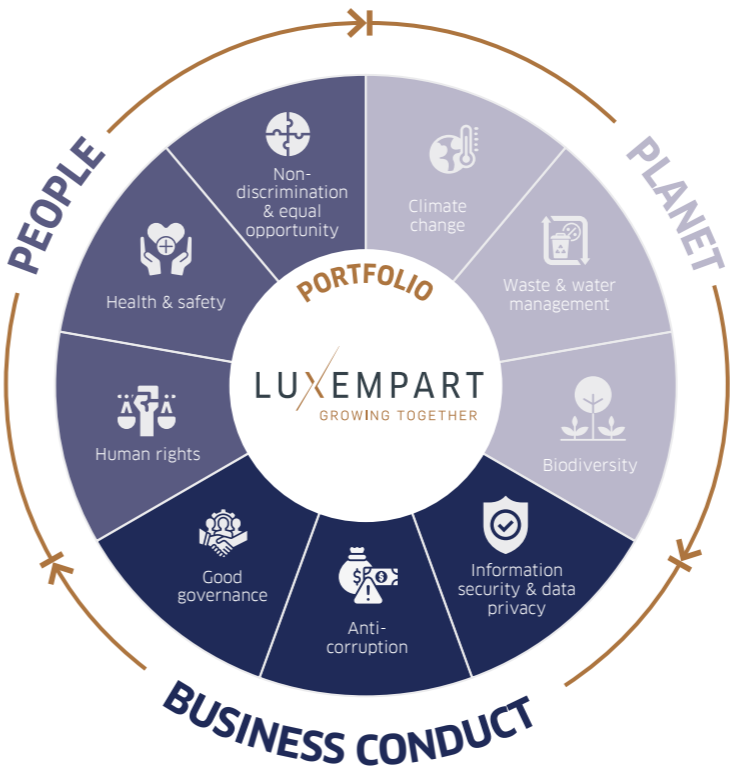 PEOPLE
PLANET
BUSINESS CONDUCT
PORTFOLIO
LUXEMPART
GROWING TOGETHER
Non-
discrimination
& equal
opportunity
Climate
change
Waste & water
management
Biodiversity
Information
security & data
privacy
Anti-
corruption
Good
governance
Human rights
Health & safety
$
$
!